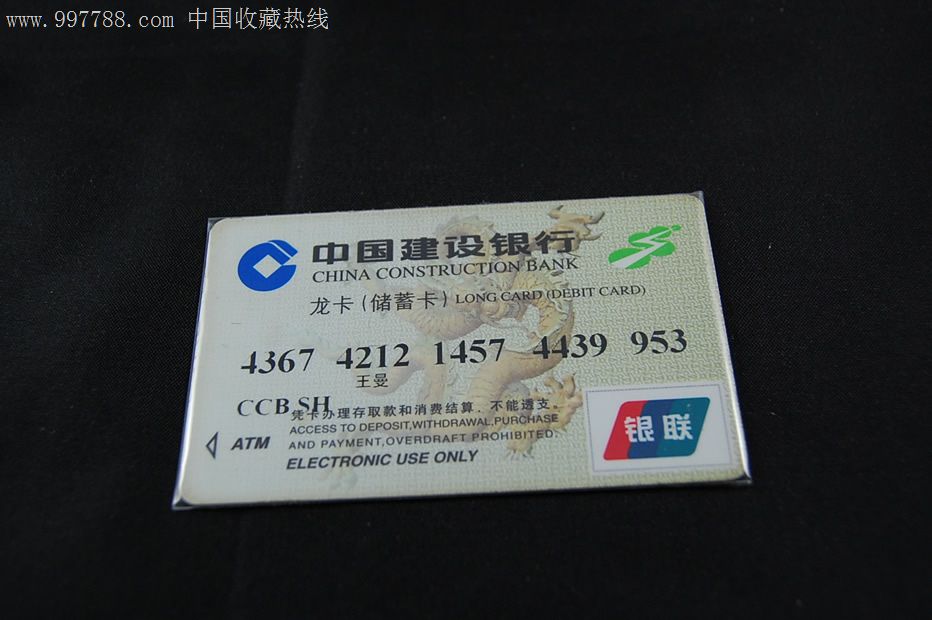 www.997788.com 中国收藏热线
中国建设银行
CHINA CONSTRUCTION BANK
龙卡(储蓄卡) LONG CARD (DEBIT CARD)
4367 4212 1457 4439 953
王曼
CCB SH
凭卡办理存取款和消费结算．不能透支．
ACCESS TO DEPOSIT,WITHDRAWAL,PURCHASE
AND PAYMENT,OVERDRAFT PROHIBITED.
ATM
ELECTRONIC USE ONLY
银联